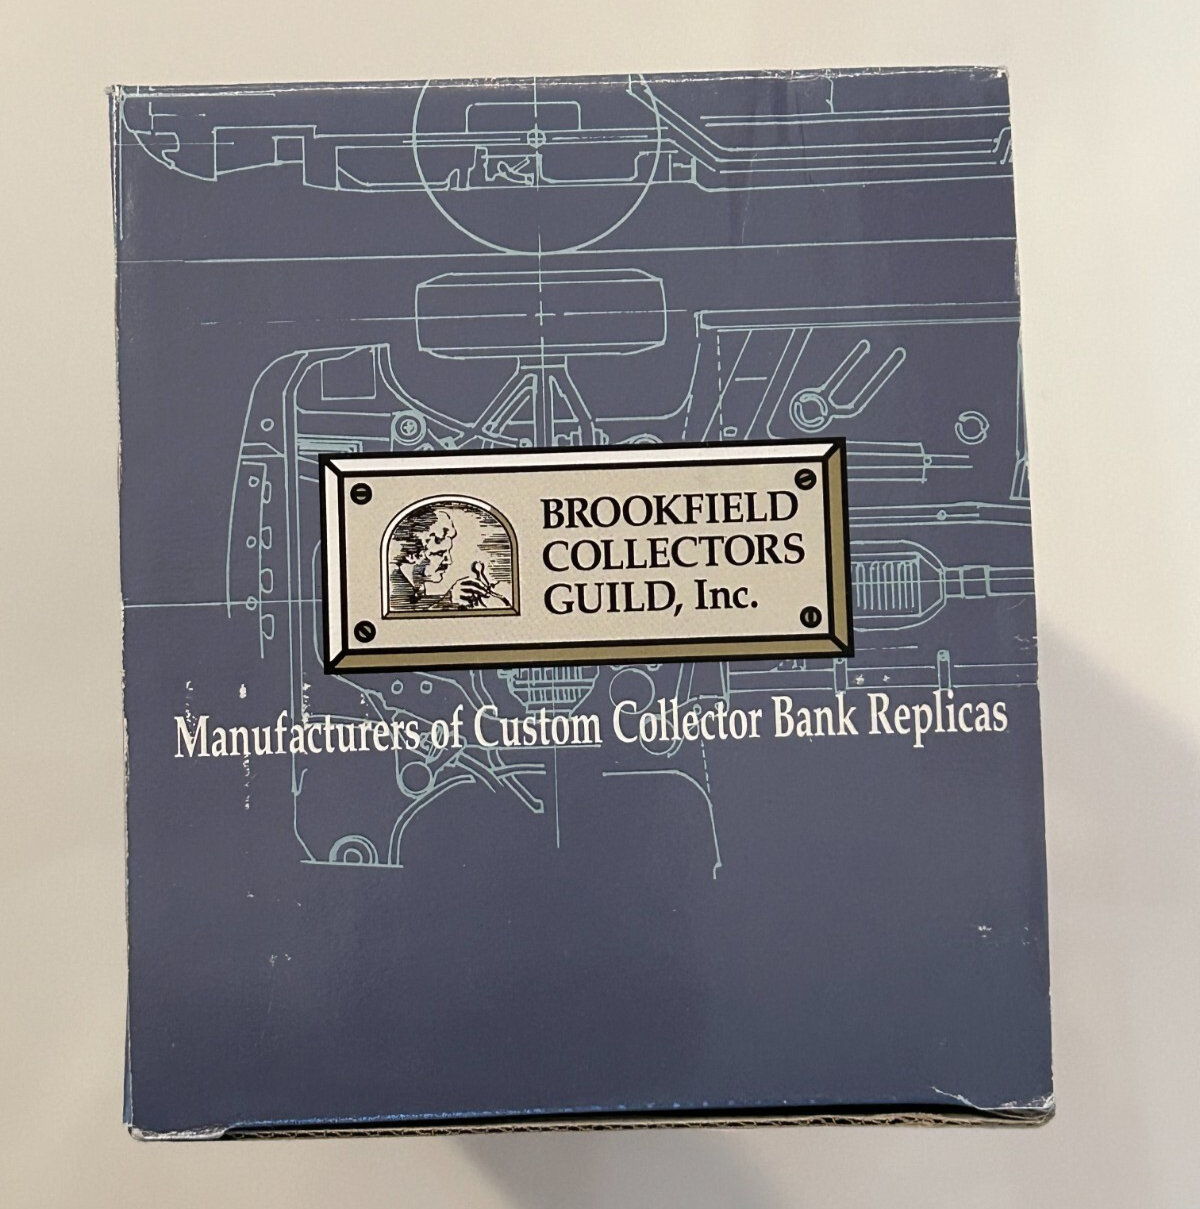 BROOKFIELD
COLLECTORS
GUILD, Inc.
Manufacturers of Custom Collector Bank Replicas